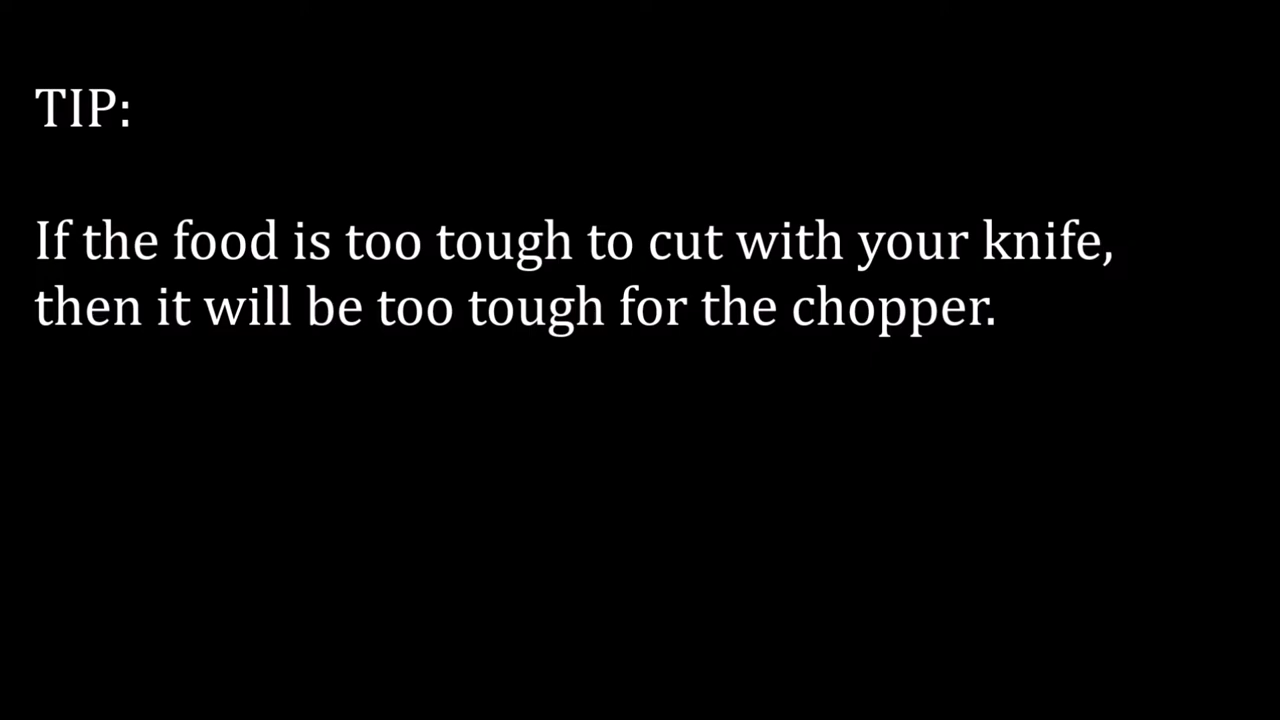 TIP:
If the food is too tough to cut with your knife,
then it will be too tough for the chopper.